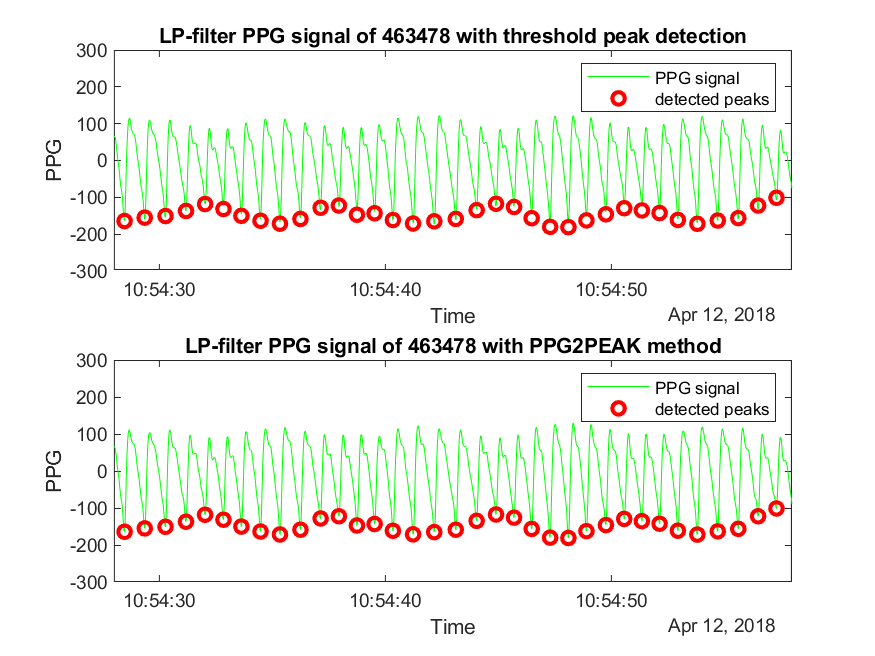 LP-filter PPG signal of 463478 with threshold peak detection
300
200
100
0
-100
-200
-300
PPG
PPG signal
detected peaks
10:54:30 10:54:40 10:54:50
Time
Apr 12, 2018
LP-filter PPG signal of 463478 with PPG2PEAK method
300
200
100
0
-100
-200
-300
PPG
PPG signal
detected peaks
10:54:30 10:54:40 10:54:50
Time
Apr 12, 2018